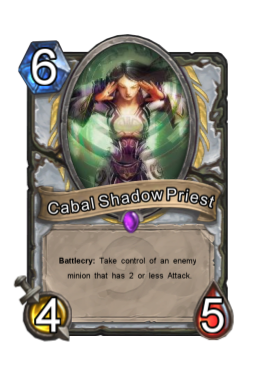 6
Cabal Shadow Priest
Battlecry: Take control of an enemy
minion that has 2 or less Attack.
4
5